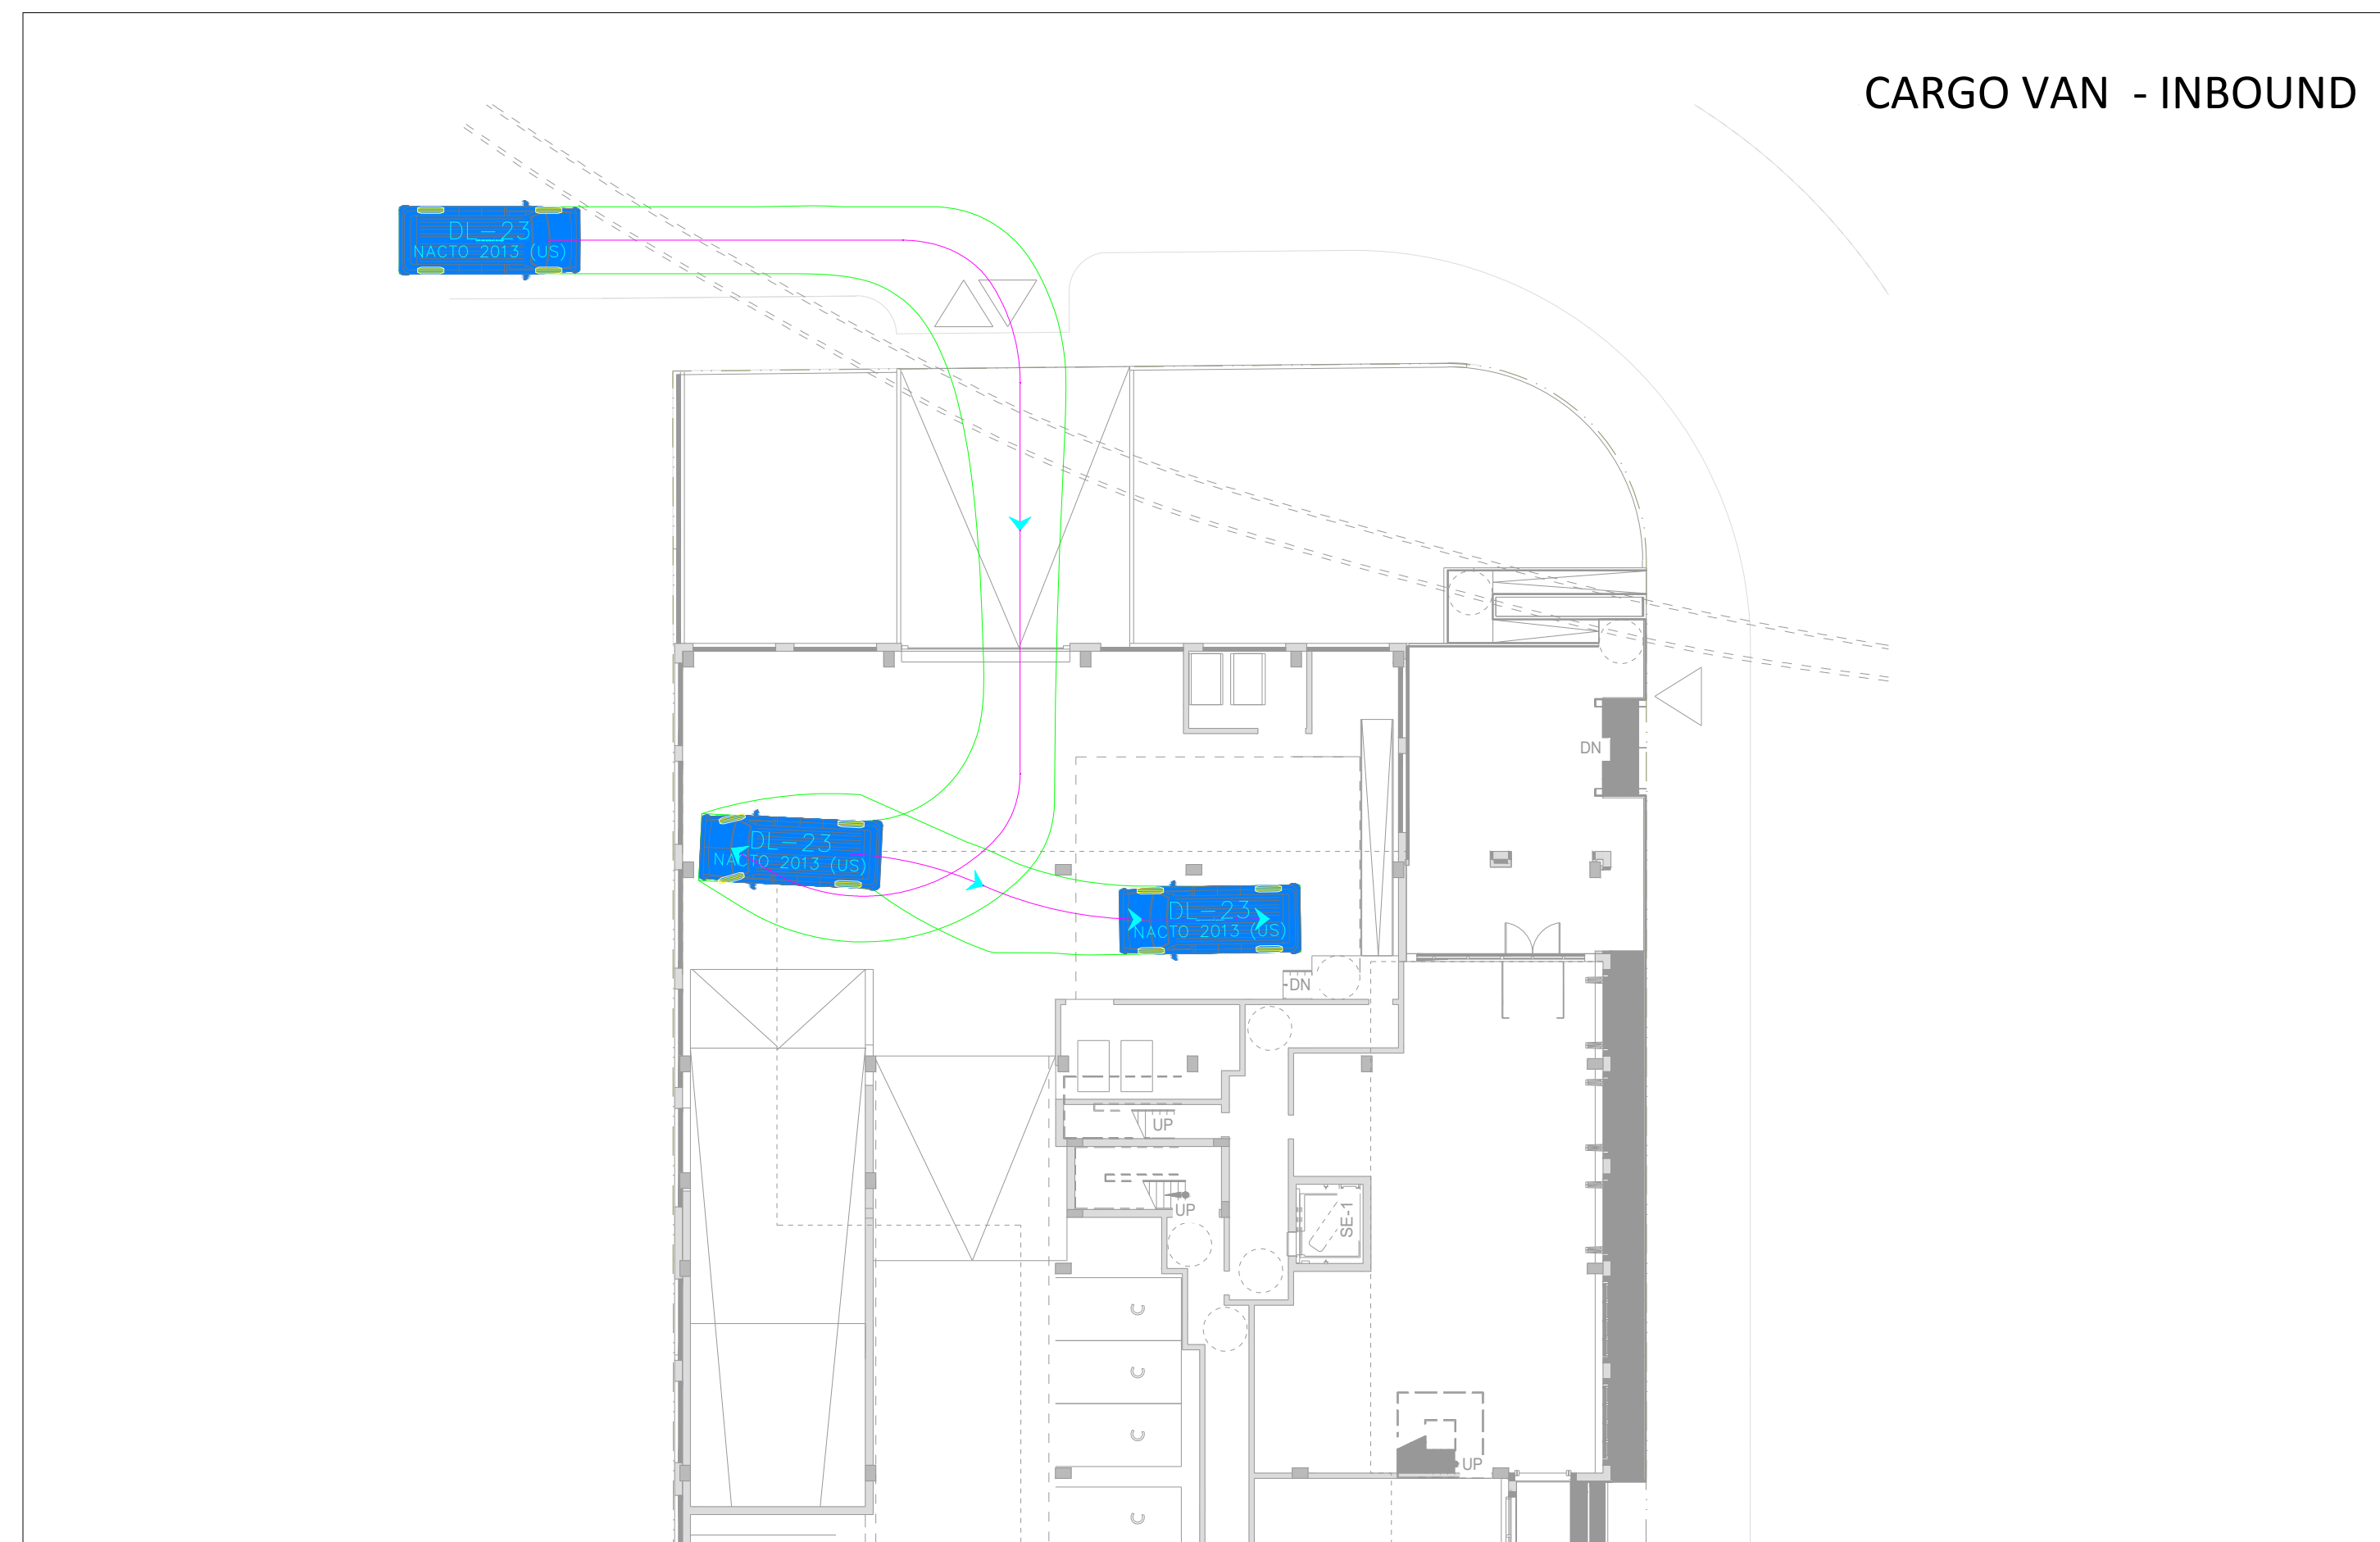 CARGO VAN - INBOUND
DL-23
NACTO 2013 (US)
DN
DL-23
NACTO 2013 (US)
DL-23
NACTO 2013 (US)
DN
UP
UP
SE-1
C
C
C
UP
C